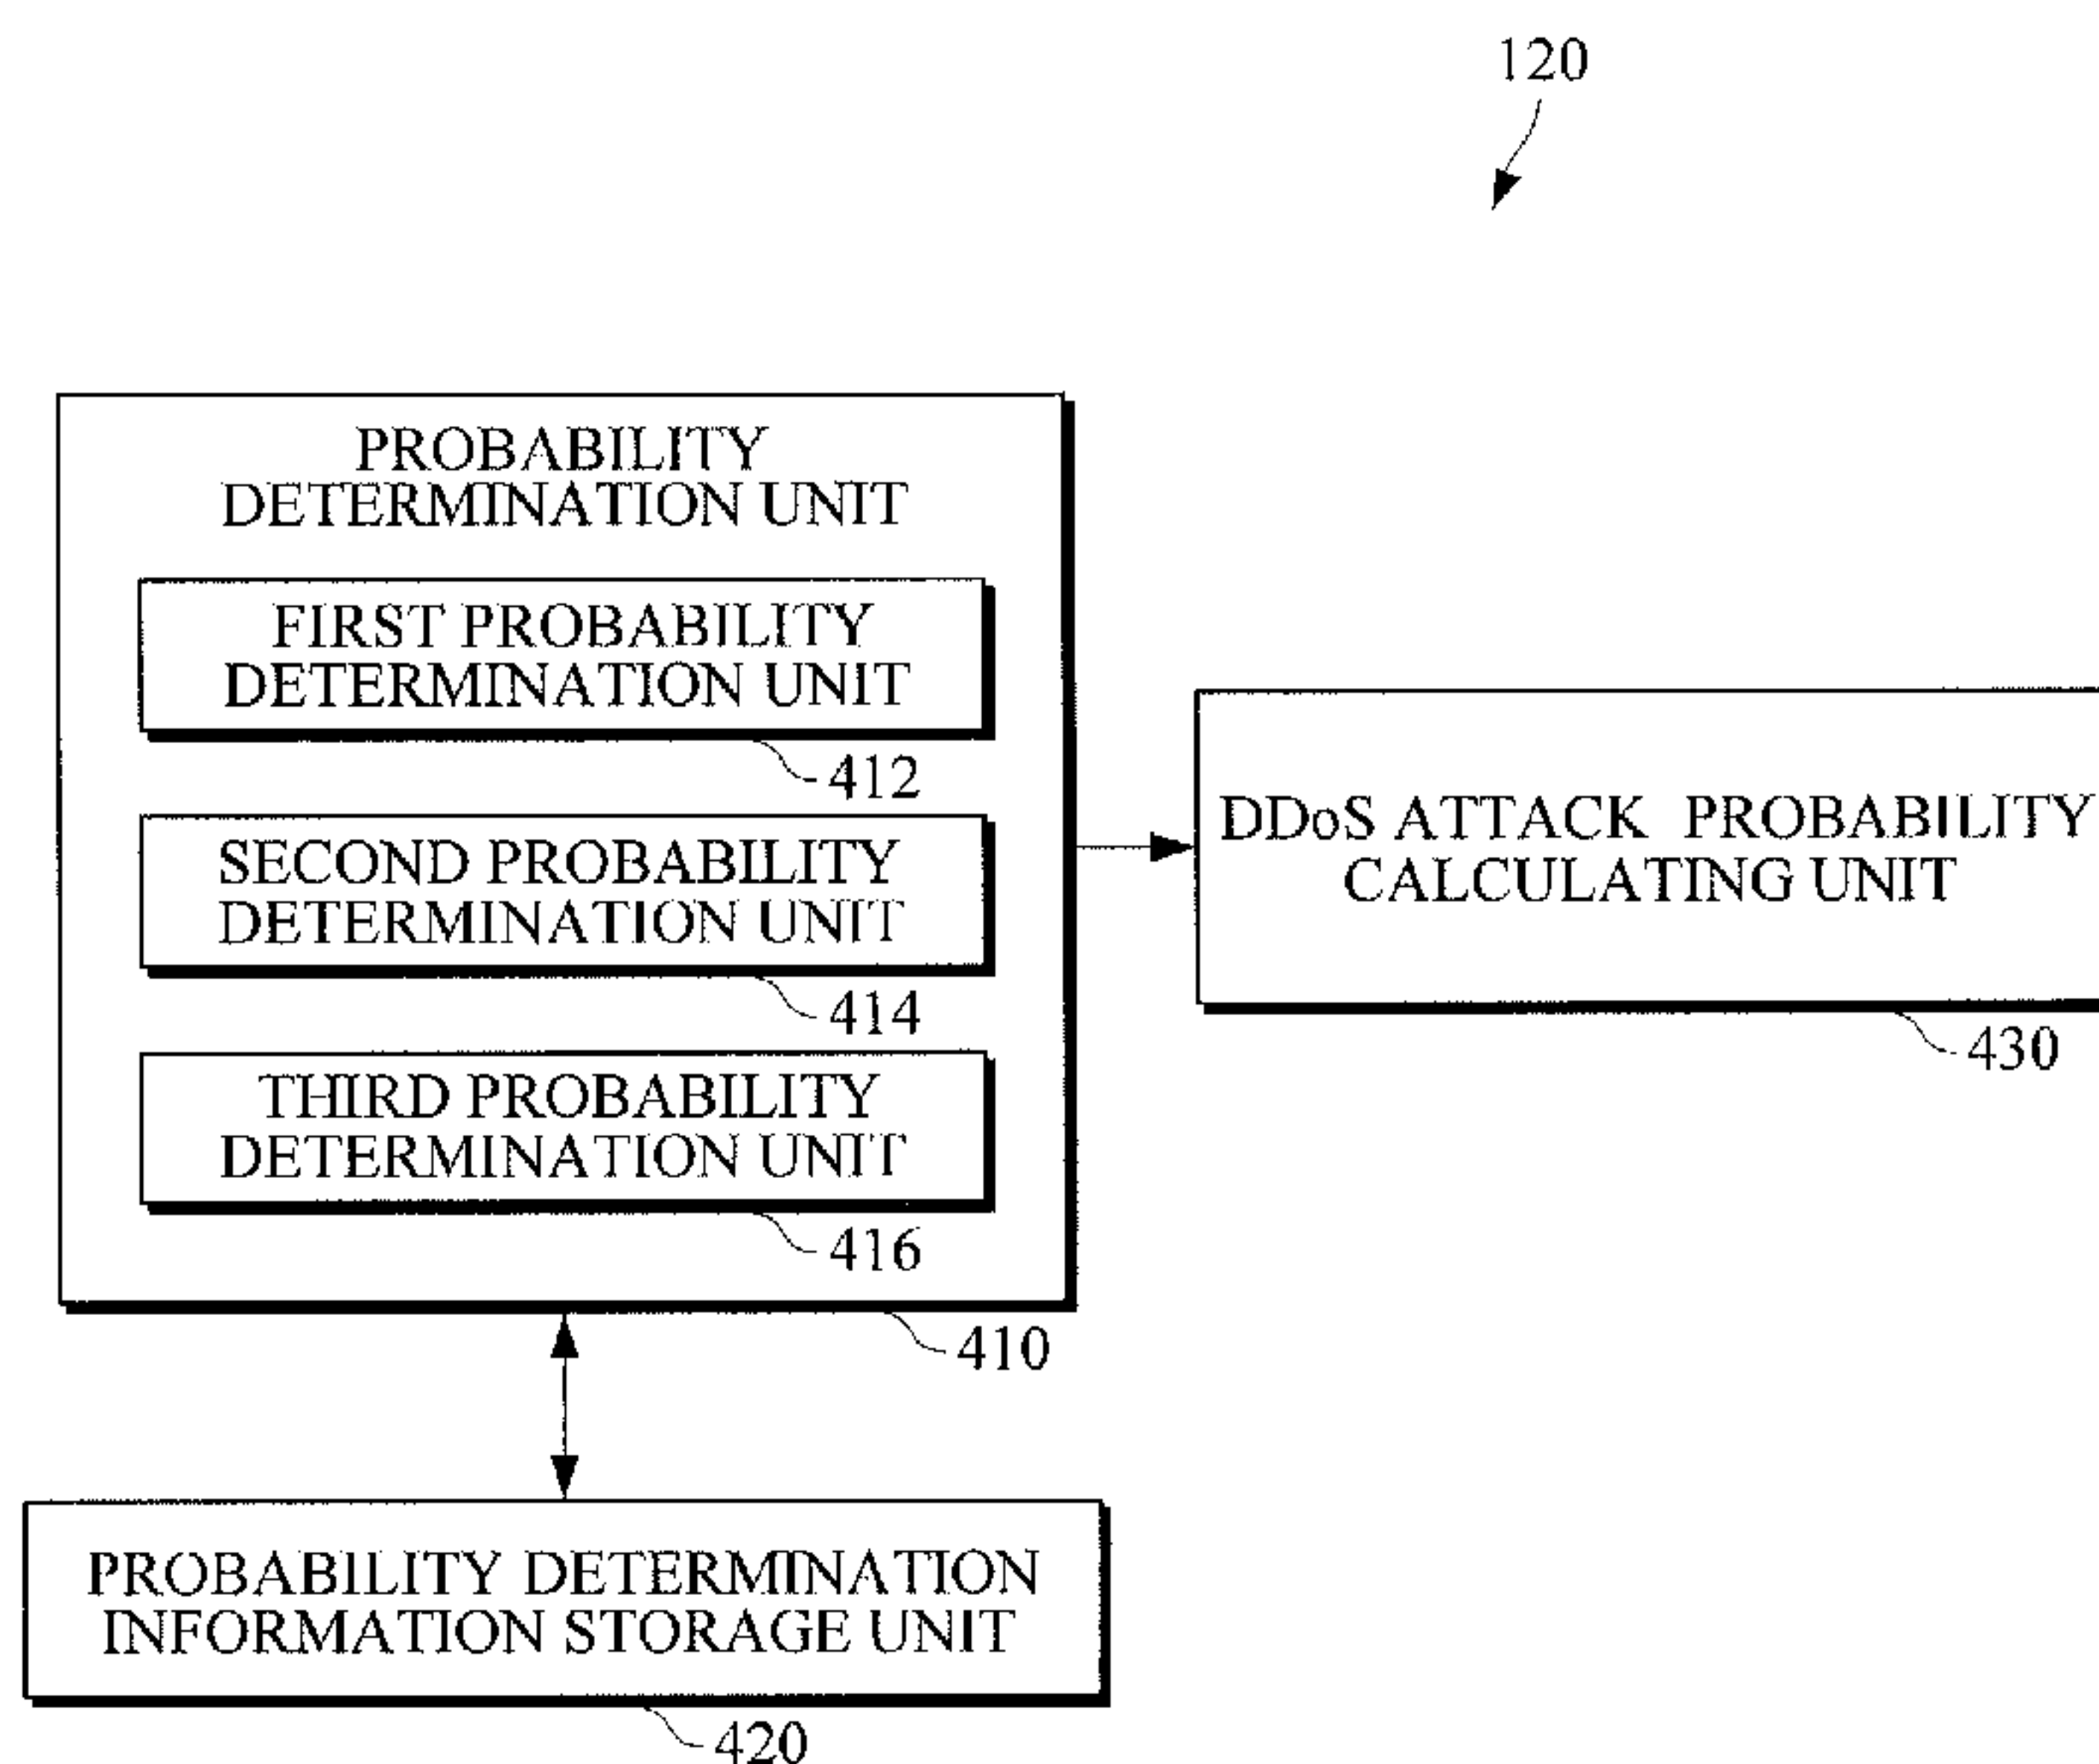 120
PROBABILITY
DETERMINATION UNIT
FIRST PROBABILITY
DETERMINATION UNIT
412
SECOND PROBABILITY
DETERMINATION UNIT
414
THIRD PROBABILITY
DETERMINATION UNIT
416
410
DDoS ATTACK PROBABILITY
CALCULATING UNIT
430
PROBABILITY DETERMINATION
INFORMATION STORAGE UNIT
420